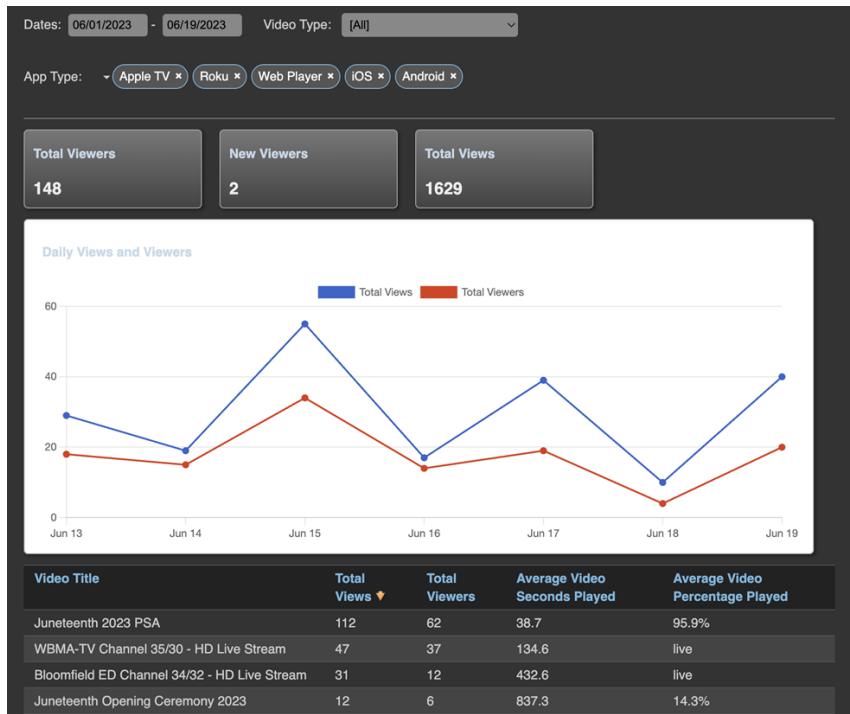 Dates: 06/01/2023 - 06/19/2023 Video Type: [All]
App Type: Apple TV × Roku × Web Player × iOS × Android ×
Total Viewers New Viewers Total Views
148 2 1629
Daily Views and Viewers
Total Views Total Viewers
60
40
20
0
Jun 13 Jun 14 Jun 15 Jun 16 Jun 17 Jun 18 Jun 19
Video Title Total Views Total Viewers Average Video Seconds Played Average Video Percentage Played
Juneteenth 2023 PSA 112 62 38.7 95.9%
WBMA-TV Channel 35/30 - HD Live Stream 47 37 134.6 live
Bloomfield ED Channel 34/32 - HD Live Stream 31 12 432.6 live
Juneteenth Opening Ceremony 2023 12 6 837.3 14.3%